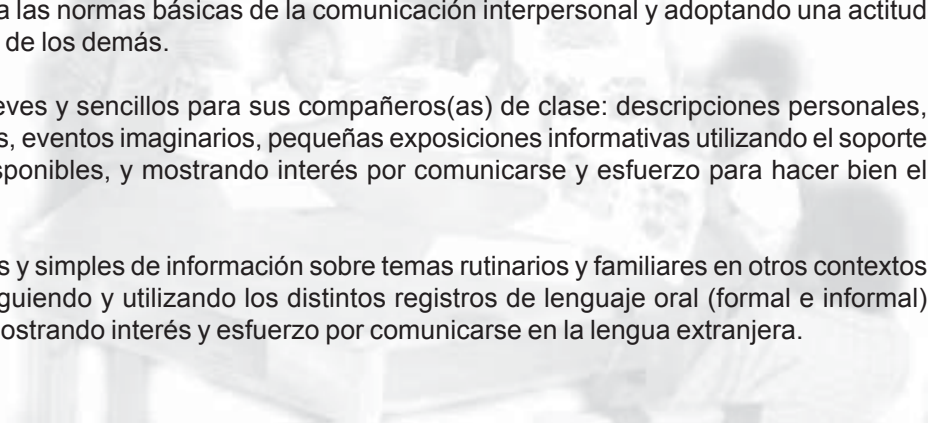 a las normas básicas de la comunicación interpersonal y adoptando una actitud
de los demás.
eves y sencillos para sus compañeros(as) de clase: descripciones personales,
s, eventos imaginarios, pequeñas exposiciones informativas utilizando el soporte
sponibles, y mostrando interés por comunicarse y esfuerzo para hacer bien el
s y simples de información sobre temas rutinarios y familiares en otros contextos
guiendo y utilizando los distintos registros de lenguaje oral (formal e informal)
ostrando interés y esfuerzo por comunicarse en la lengua extranjera.